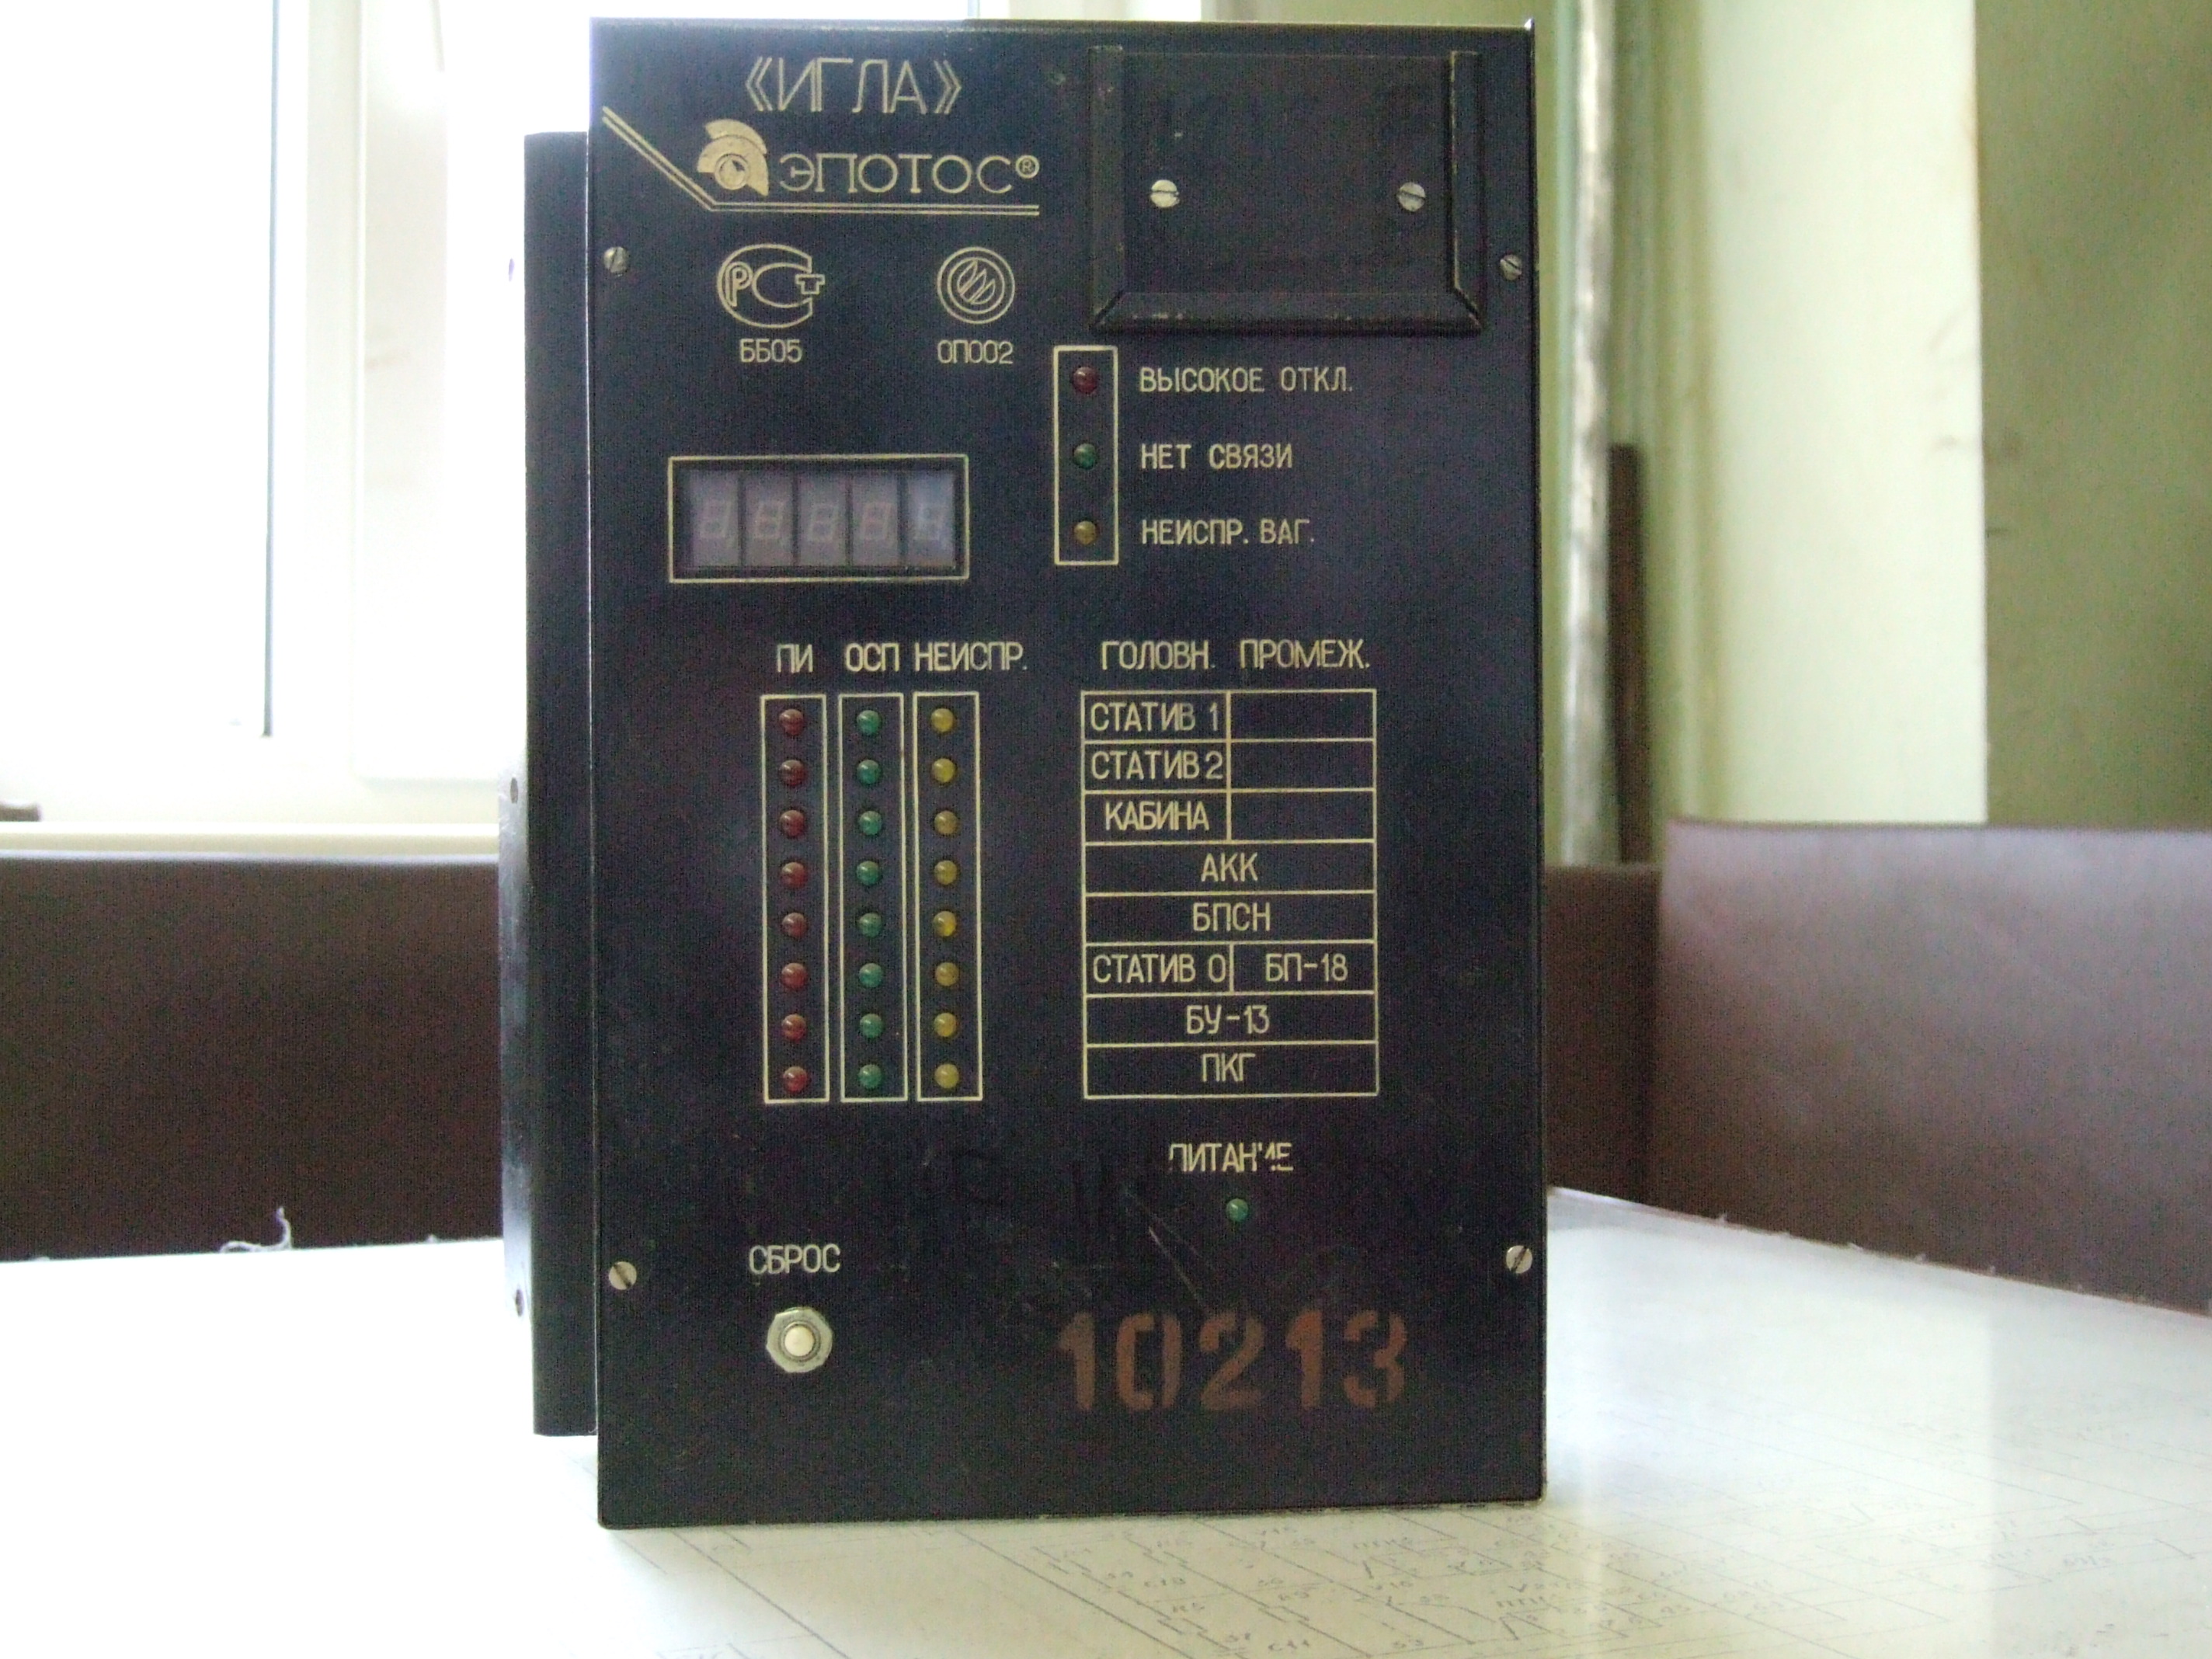 «ИГЛА»
ЭПОТОС®
РСТ
ББ05 ОП002
ВЫСОКОЕ ОТКЛ.
НЕТ СВЯЗИ
НЕИСПР. ВАГ.
ПИ ОСП НЕИСПР. ГОЛОВН. ПРОМЕЖ.
СТАТИВ 1
СТАТИВ 2
КАБИНА
АКК
БПСН
СТАТИВ 0 БП-18
БУ-13
ПКГ
ПИТАНИЕ
СБРОС
10213